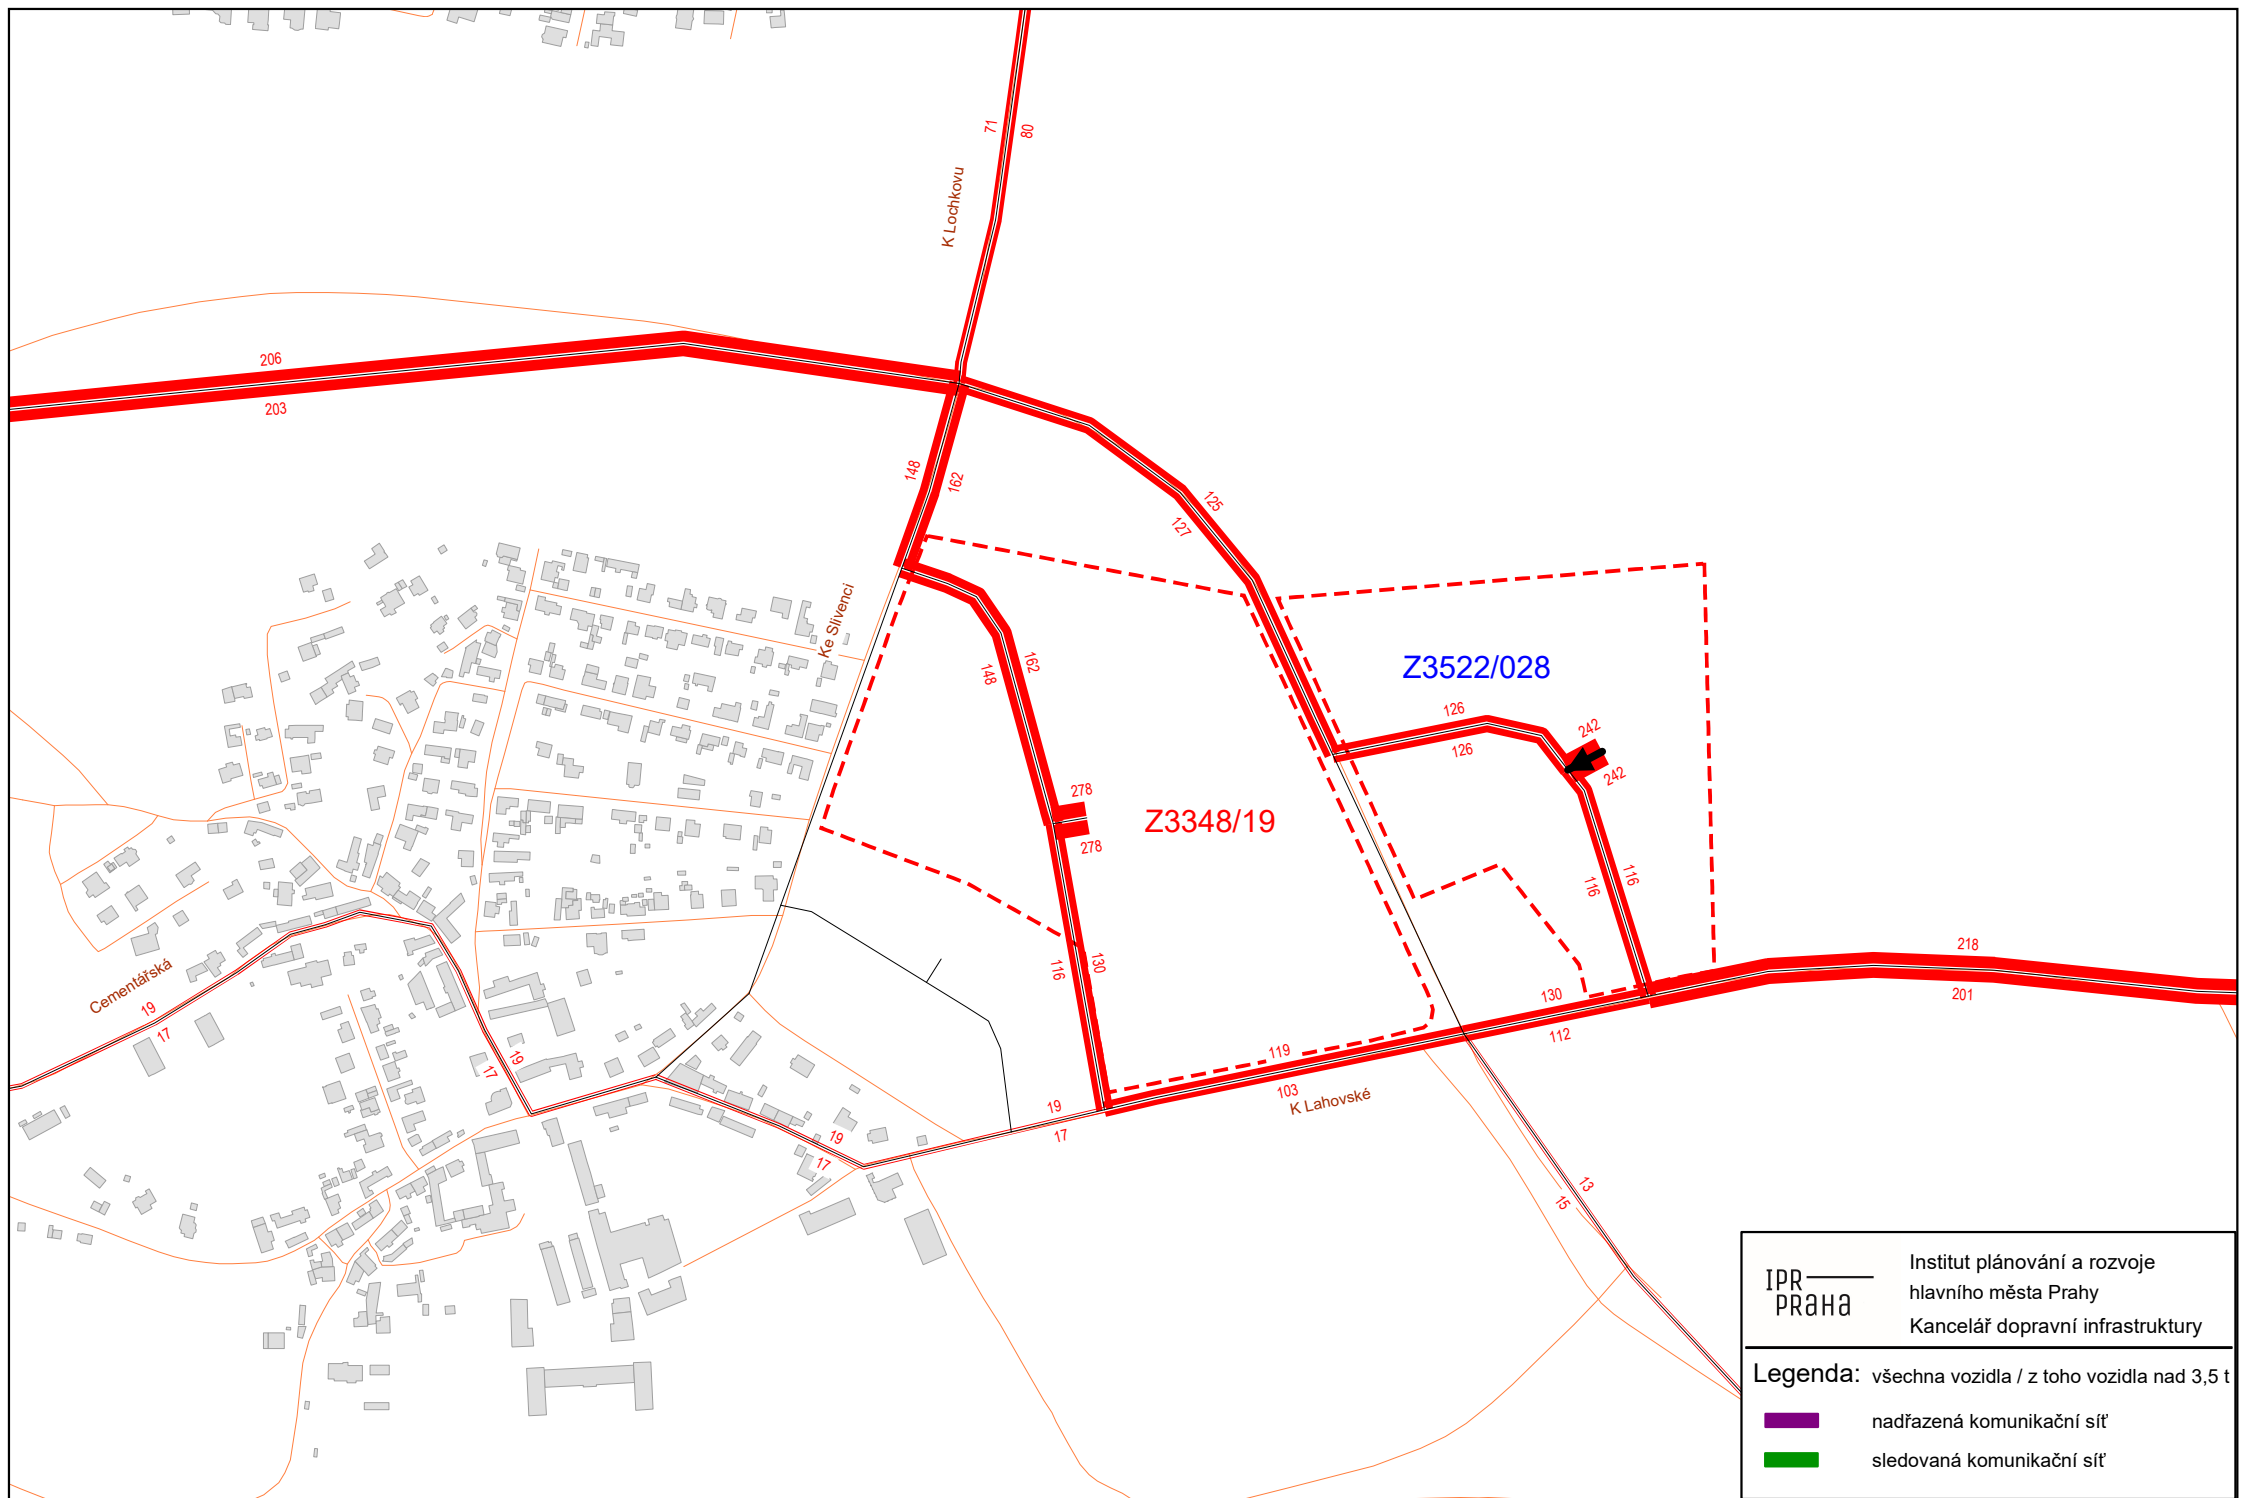 71
80
K Lochkovu
206
203
148
162
125
127
Ke Slivenci
162
148
Z3522/028
126
126
242
242
278
278
Z3348/19
116
116
130
116
218
201
130
112
119
103
K Lahovské
Cementářská
19
17
19
17
19
17
19
17
13
15
IPR
PRAHA
Institut plánování a rozvoje
hlavního města Prahy
Kancelář dopravní infrastruktury
Legenda: všechna vozidla / z toho vozidla nad 3,5 t
nadřazená komunikační síť
sledovaná komunikační síť